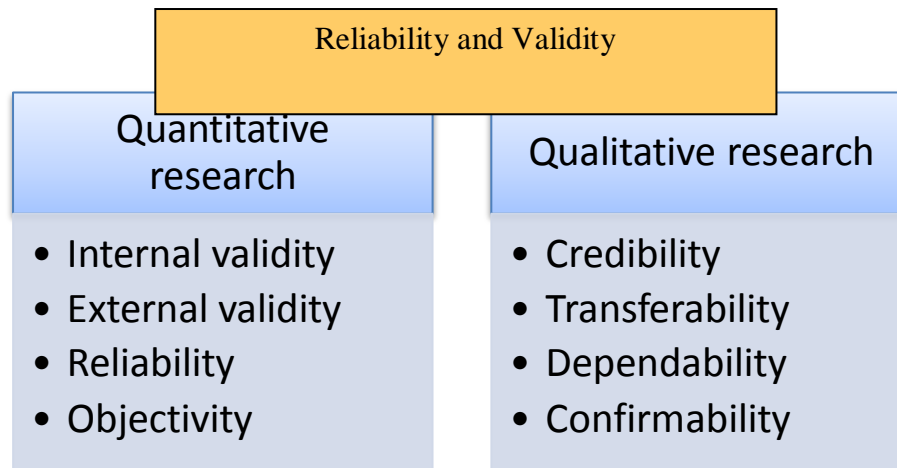 Reliability and Validity
Quantitative
research
• Internal validity
• External validity
• Reliability
• Objectivity
Qualitative research
• Credibility
• Transferability
• Dependability
• Confirmability